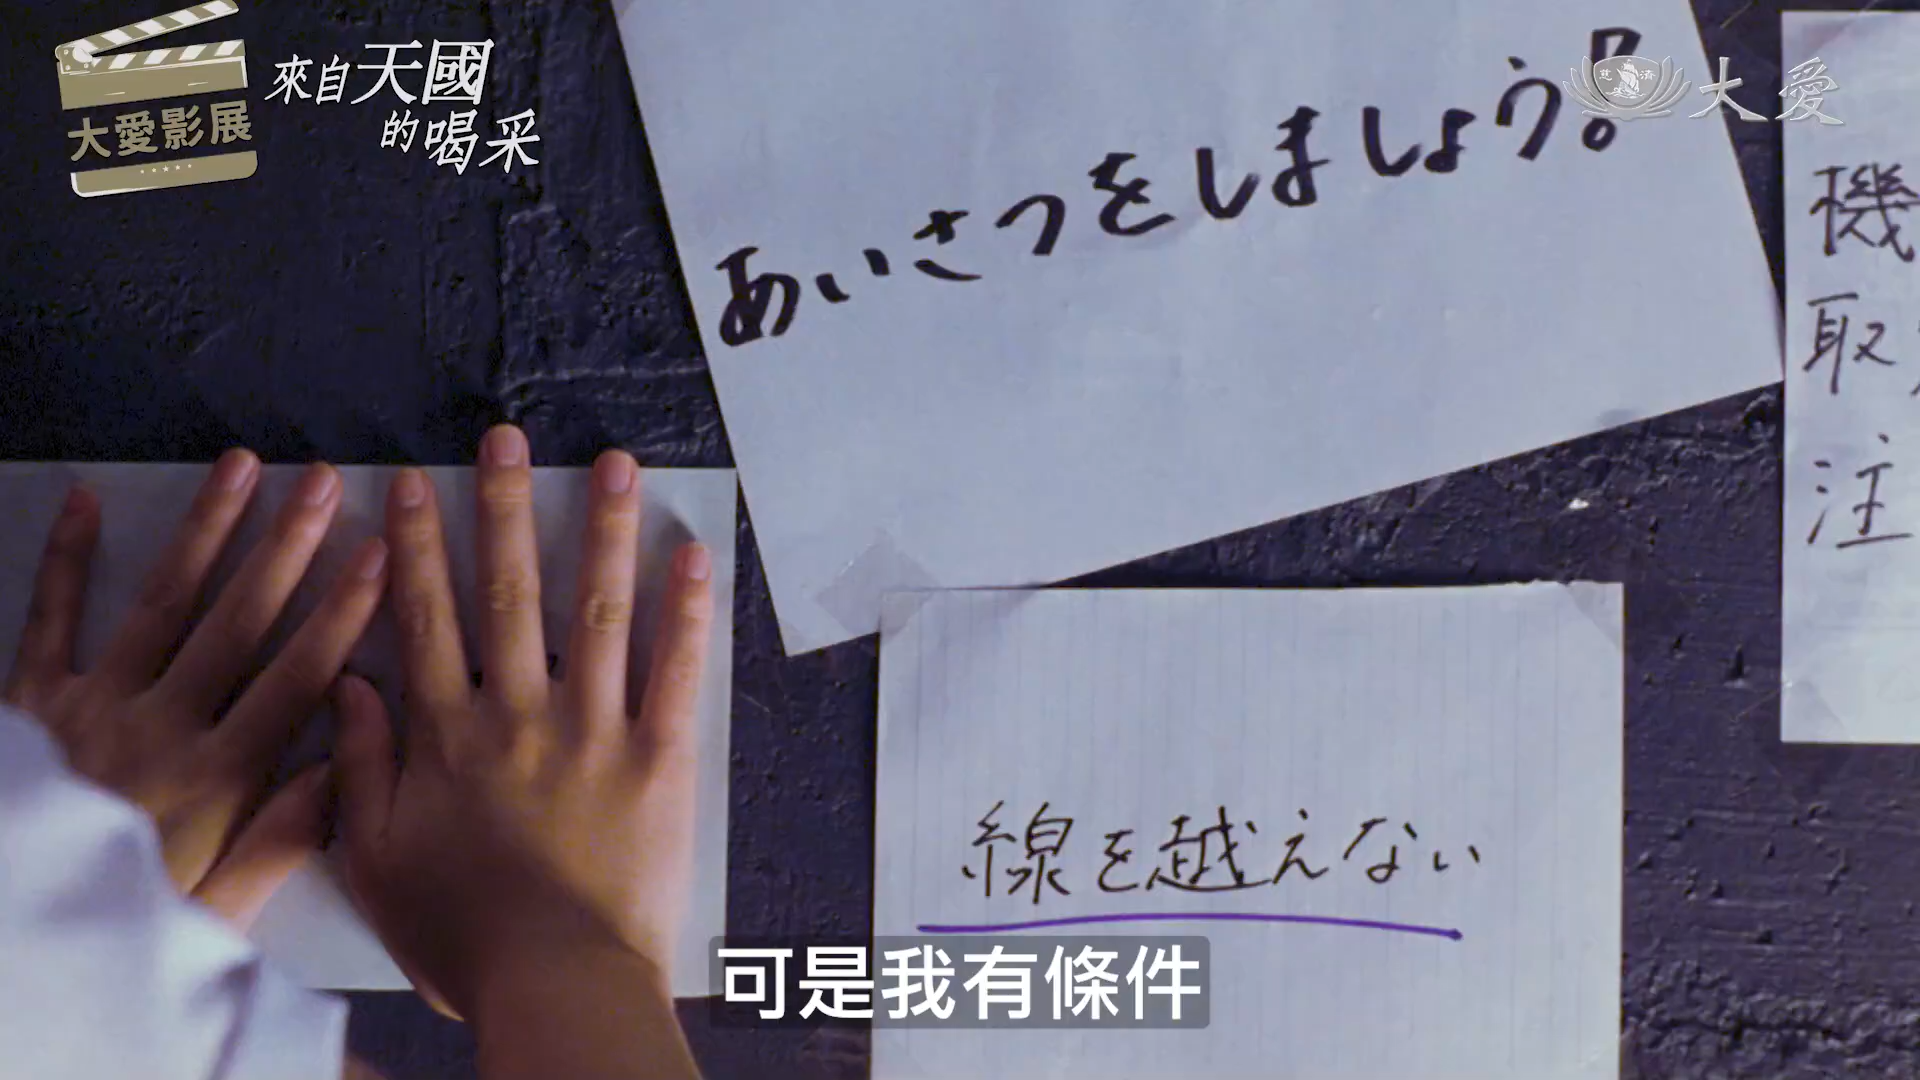 大愛影展
來自天國
的喝采
慈濟
大愛
あいさつをしましょう!
機
取
注
線を越えない
可是我有條件